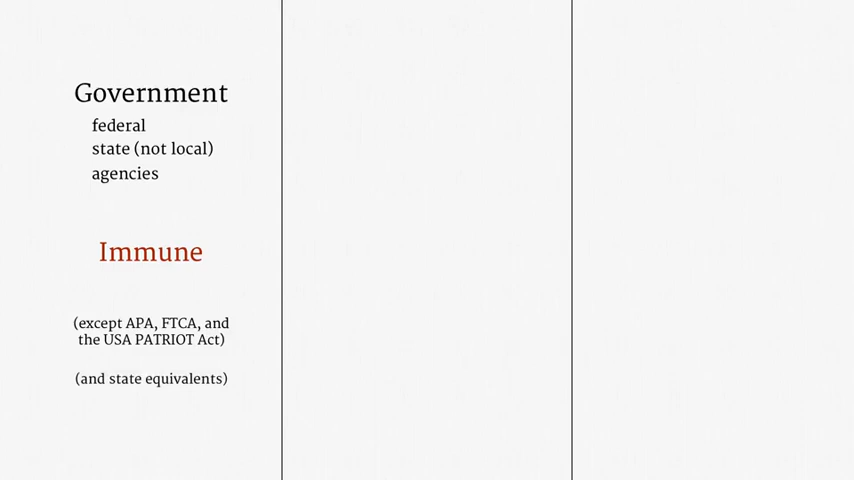 Government
federal
state (not local)
agencies
Immune
(except APA, FTCA, and
the USA PATRIOT Act)
(and state equivalents)